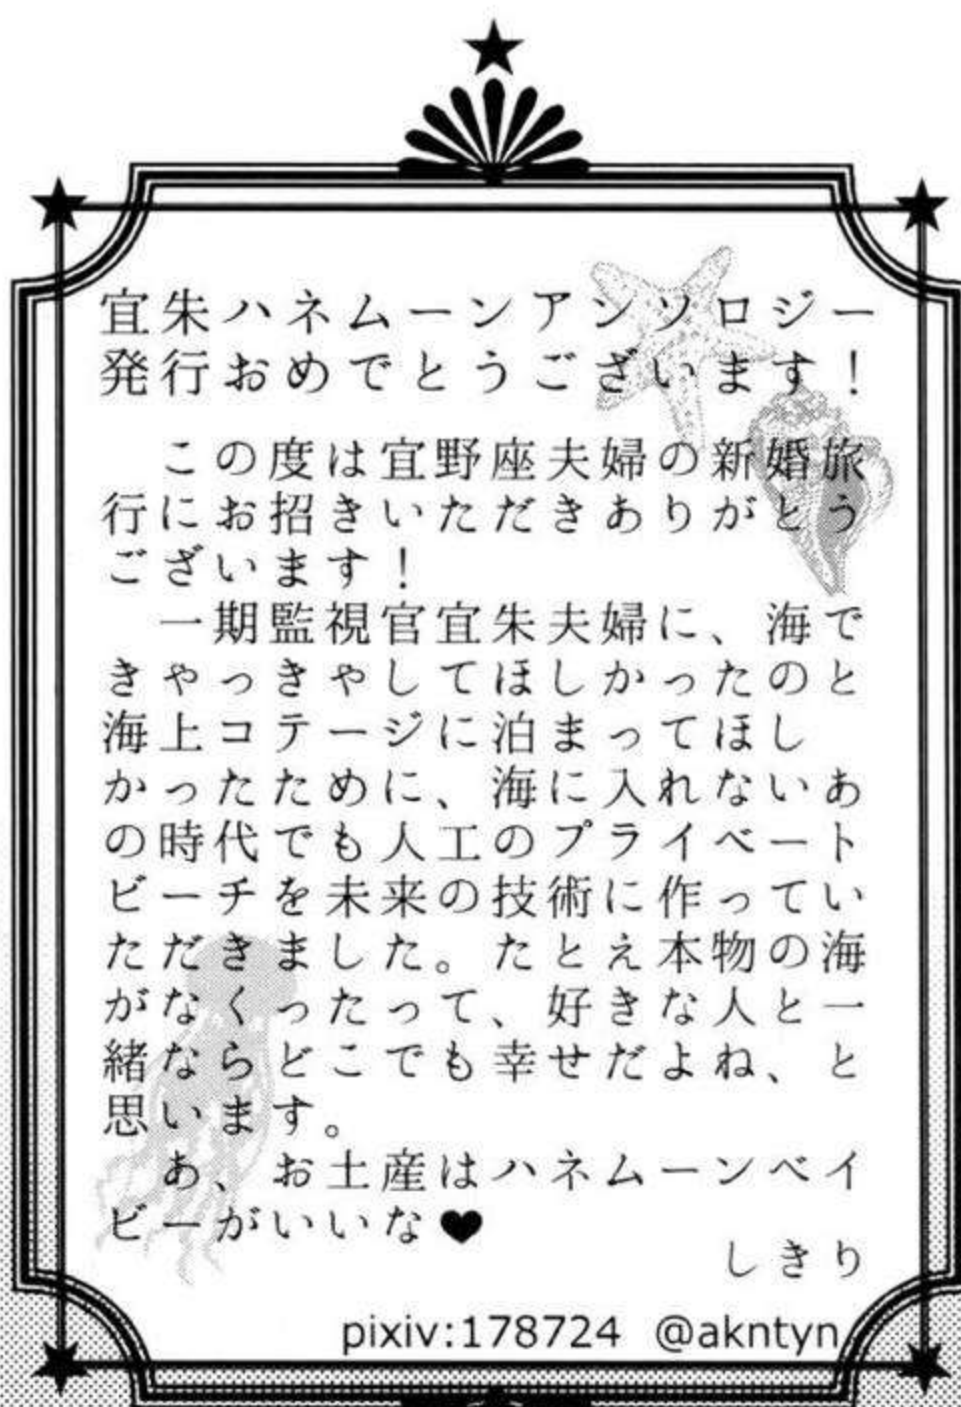 宜朱ハネムーンアンソロジー
発行おめでとうございます！
この度は宜野座夫婦の新婚旅
行にお招きいただきありがとう
ございます！
一期監視官宜朱夫婦に、海で
きゃっきゃしてほしかったのと
海上コテージに泊まってほし
かったために、海に入れないあ
の時代でも人工のプライベート
ビーチを未来の技術に作ってい
ただきました。たとえ本物の海
がなくったって、好きな人と一
緒ならどこでも幸せだよね、と
思います。
あ、お土産はハネムーンベイ
ビーがいいな♥
しきり
pixiv:178724 @akntyn